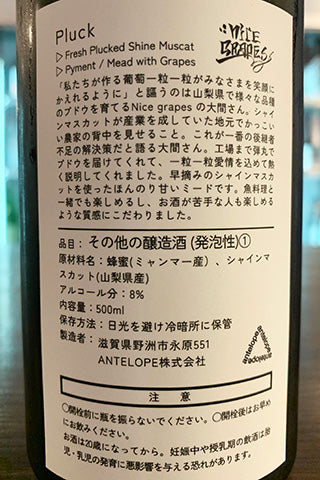 Pluck
NICE
GRAPES
▷ Fresh Plucked Shine Muscat
▷ Pyment / Mead with Grapes
「私たちが作る葡萄一粒一粒がみなさまを笑顔に
かえれるように」と謳うのは山梨県で様々な品種
のブドウを育てるNice grapes の大間さん。シャイ
ンマスカットが産業を成していた地元でかっこい
い農家の背中を見せること。これが一番の後継者
不足の解決策だと語る大間さん。工場まで弾丸で
ブドウを届けてくれて、一粒一粒愛情を込めて熱
く説明してくれました。早摘みのシャインマスカ
ットを使ったほんのり甘いミードです。魚料理と
一緒でも楽しめるし、お酒が苦手な人も楽しめる
ような質感にこだわりました。
品目：その他の醸造酒 (発泡性)①
原材料名：蜂蜜(ミャンマー産）、シャインマ
スカット(山梨県産)
アルコール分：8%
内容量：500ml
保存方法：日光を避け冷暗所に保管
製造者：滋賀県野洲市永原551
ANTELOPE株式会社
注 意
〇開栓前に瓶を振らないでください。〇開栓後はお早め
にお飲みください。
お酒は20歳になってから。妊娠中や授乳期の飲酒は胎
児・乳児の発育に悪影響を与える恐れがあります。